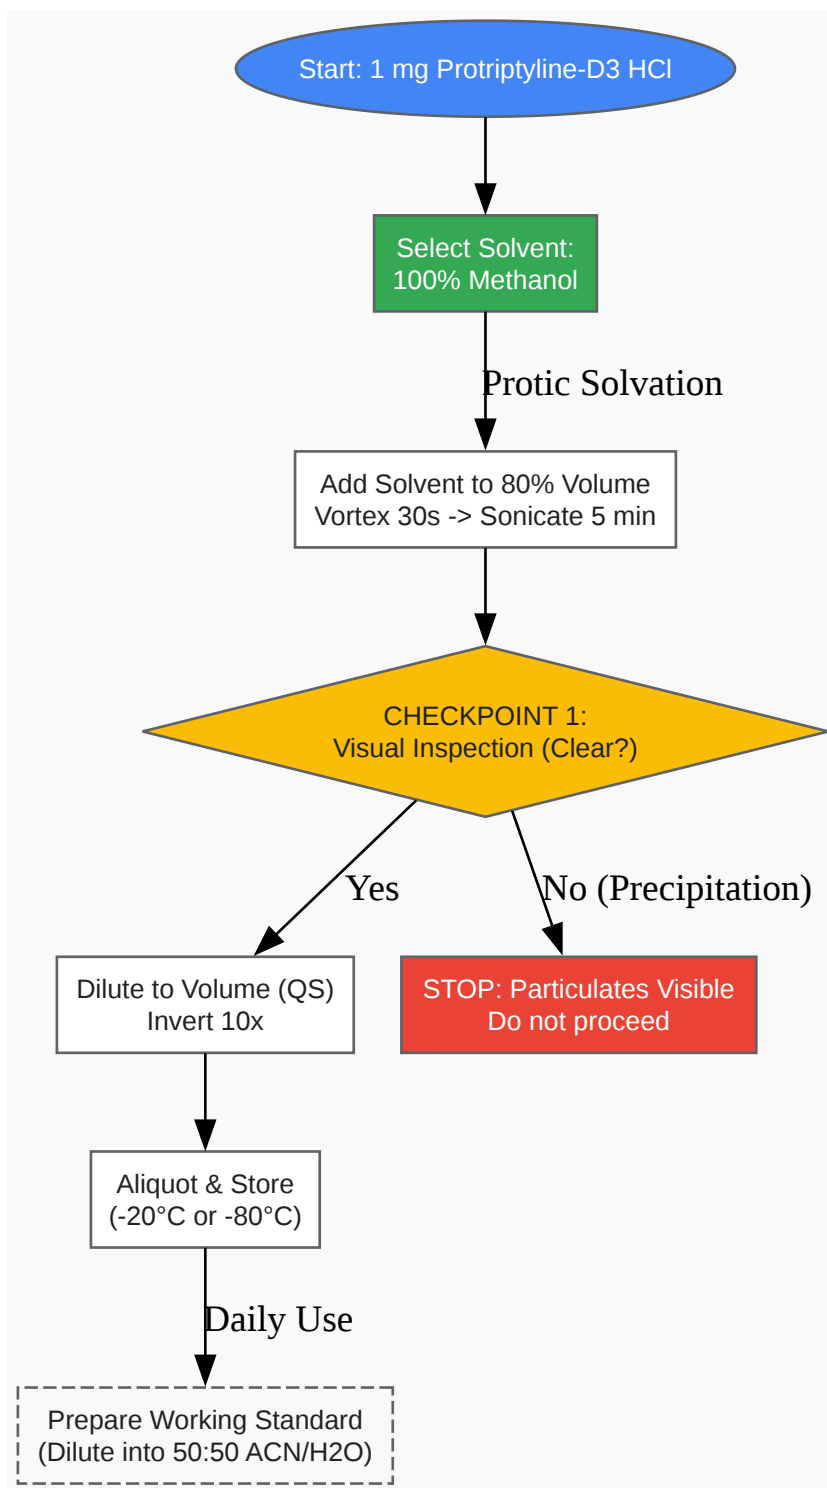 Start: 1 mg Protriptyline-D3 HCl
Select Solvent:
100% Methanol
Protic Solvation
Add Solvent to 80% Volume
Vortex 30s -> Sonicate 5 min
CHECKPOINT 1:
Visual Inspection (Clear?)
Yes
No (Precipitation)
Dilute to Volume (QS)
Invert 10x
STOP: Particulates Visible
Do not proceed
Aliquot & Store
(-20°C or -80°C)
Daily Use
Prepare Working Standard
(Dilute into 50:50 ACN/H2O)